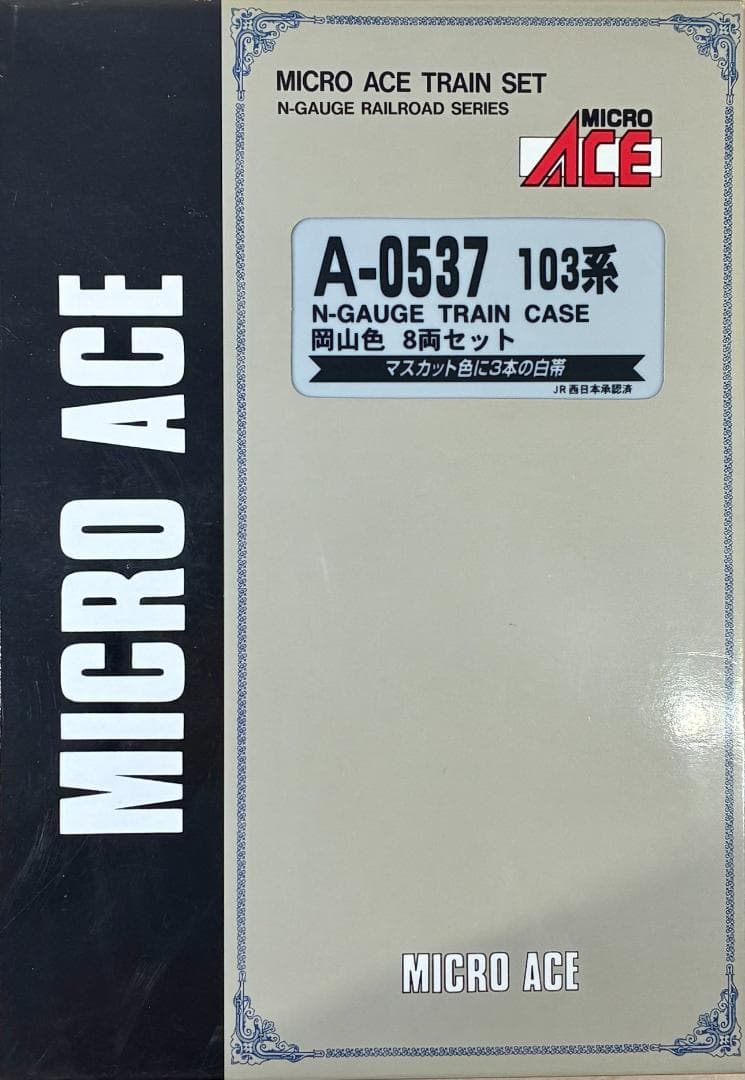 MICRO ACE
MICRO ACE TRAIN SET
N-GAUGE RAILROAD SERIES
MICRO
ACE
A-0537 103系
N-GAUGE TRAIN CASE
岡山色 8両セット
マスカット色に3本の白帯
JR西日本承認済
MICRO ACE